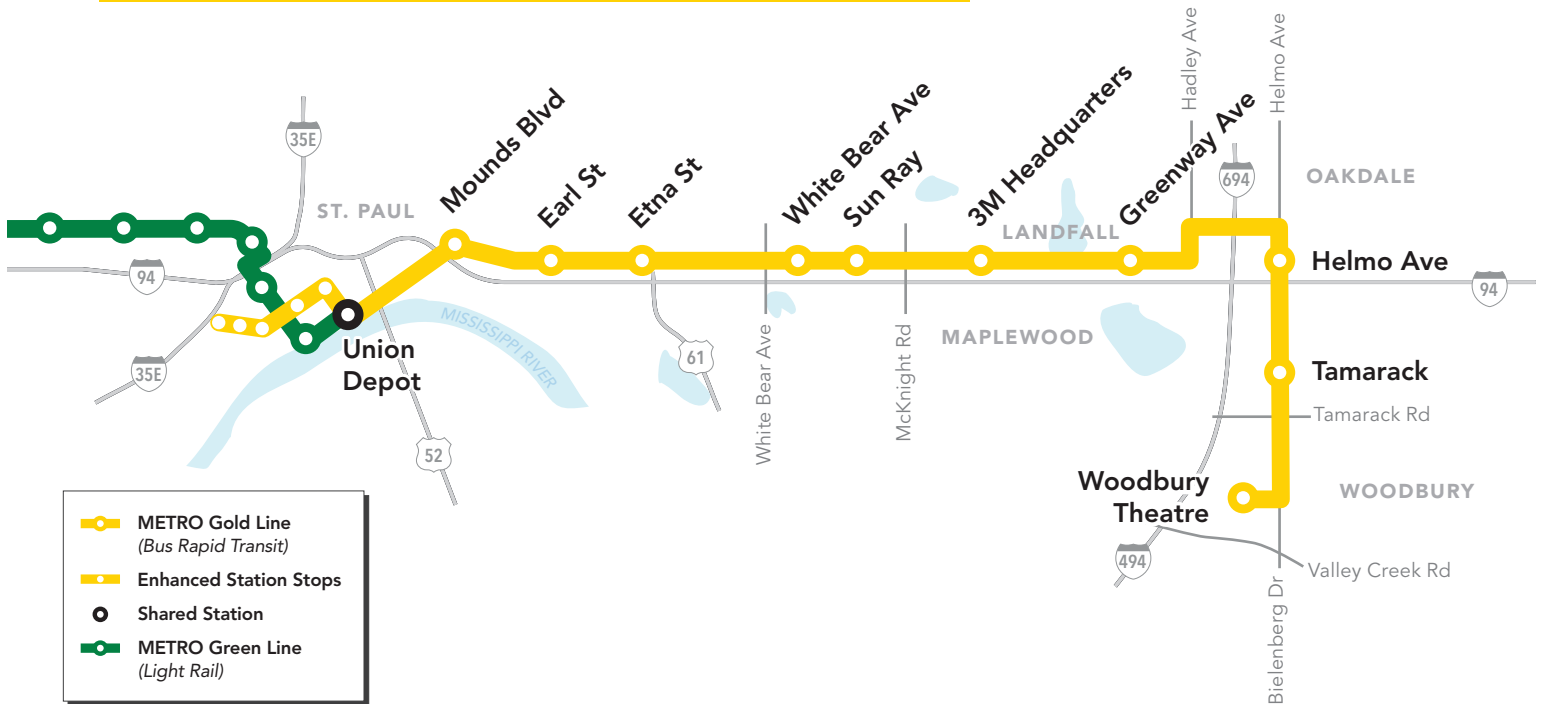 Hadley Ave
Helmo Ave
35E
ST. PAUL
Mounds Blvd
Earl St
Etna St
White Bear Ave
Sun Ray
3M Headquarters
Greenway Ave
694
OAKDALE
LANDFALL
Helmo Ave
94
94
MISSISSIPPI RIVER
MAPLEWOOD
Union
Depot
35E
61
White Bear Ave
McKnight Rd
Tamarack
Tamarack Rd
52
Woodbury
Theatre
WOODBURY
494
Valley Creek Rd
Bielenberg Dr
METRO Gold Line
(Bus Rapid Transit)
Enhanced Station Stops
Shared Station
METRO Green Line
(Light Rail)